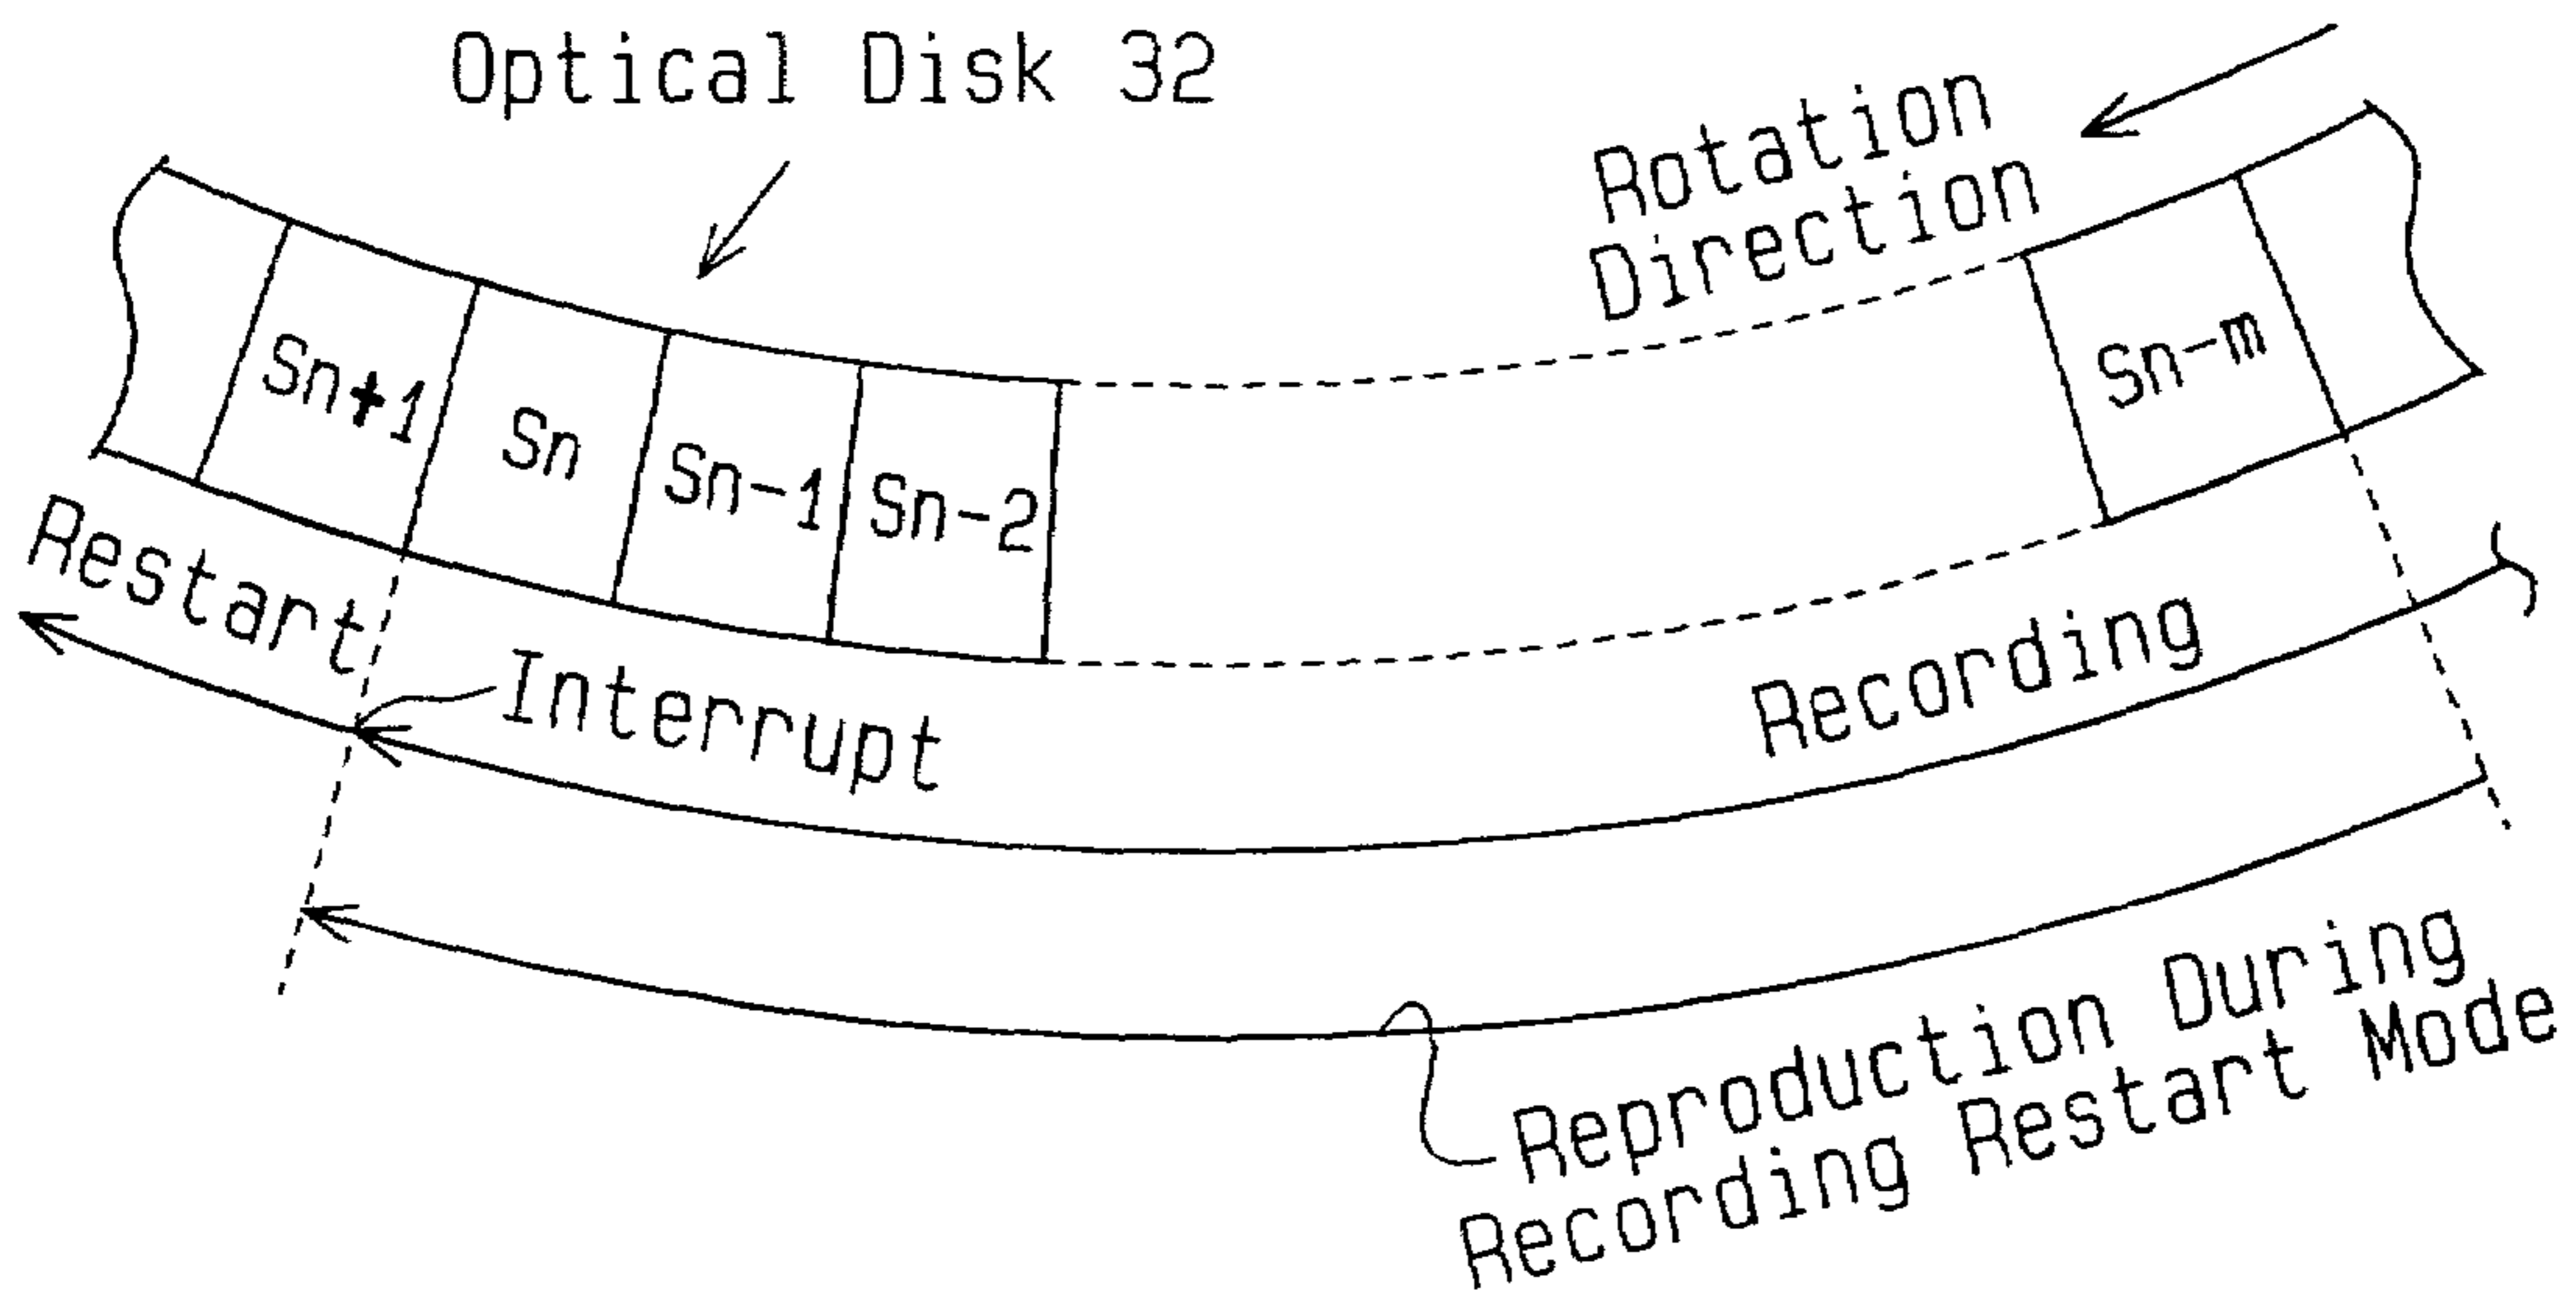 Optical Disk 32
Rotation
Direction
Sn+1
Sn
Sn-1
Sn-2
Sn-m
Restart
Interrupt
Recording
Reproduction During
Recording Restart Mode